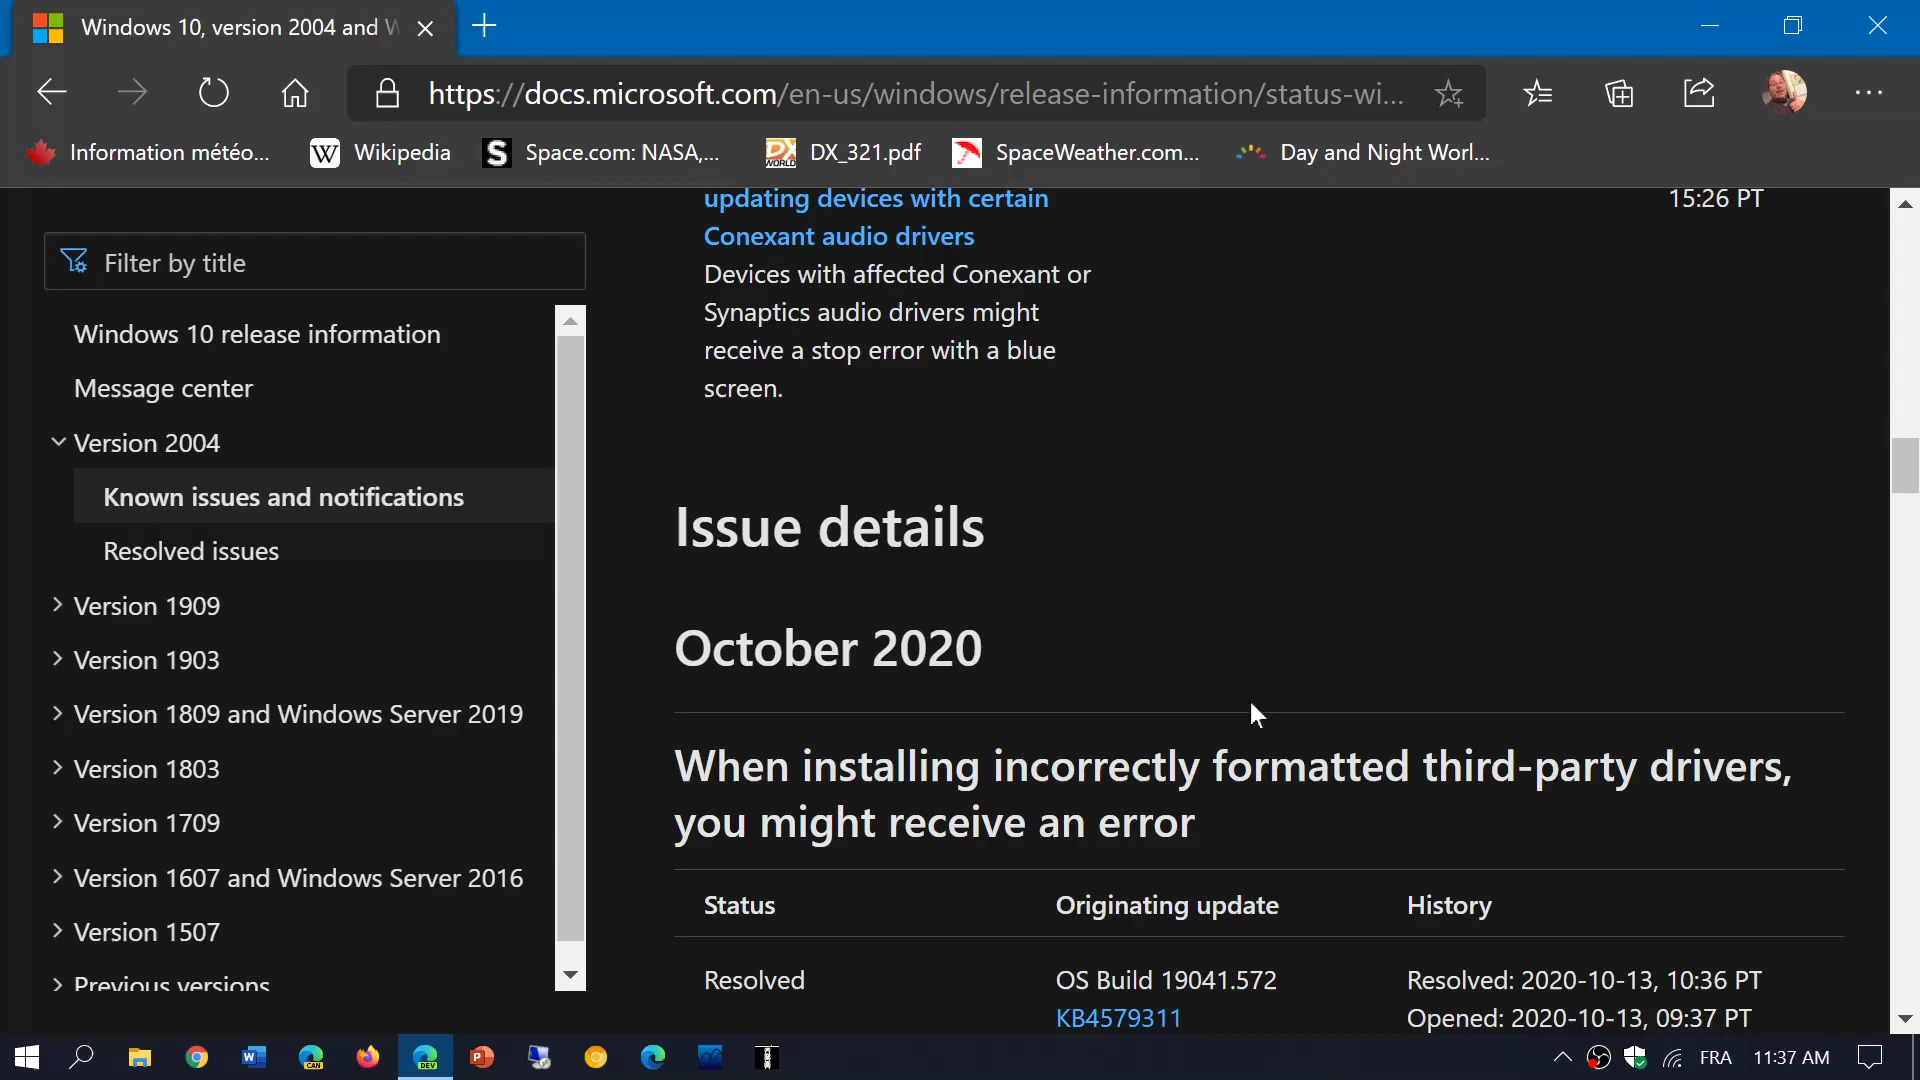 Windows 10, version 2004 and W
https://docs.microsoft.com/en-us/windows/release-information/status-wi...
Information météo...
Wikipedia
Space.com: NASA,...
DX_321.pdf
SpaceWeather.com...
Day and Night Worl...
Filter by title
Windows 10 release information
Message center
Version 2004
Known issues and notifications
Resolved issues
Version 1909
Version 1903
Version 1809 and Windows Server 2019
Version 1803
Version 1709
Version 1607 and Windows Server 2016
Version 1507
Previous versions
updating devices with certain
Conexant audio drivers
15:26 PT
Devices with affected Conexant or
Synaptics audio drivers might
receive a stop error with a blue
screen.
Issue details
October 2020
When installing incorrectly formatted third-party drivers,
you might receive an error
Status Originating update History
Resolved OS Build 19041.572 Resolved: 2020-10-13, 10:36 PT
KB4579311 Opened: 2020-10-13, 09:37 PT
FRA 11:37 AM